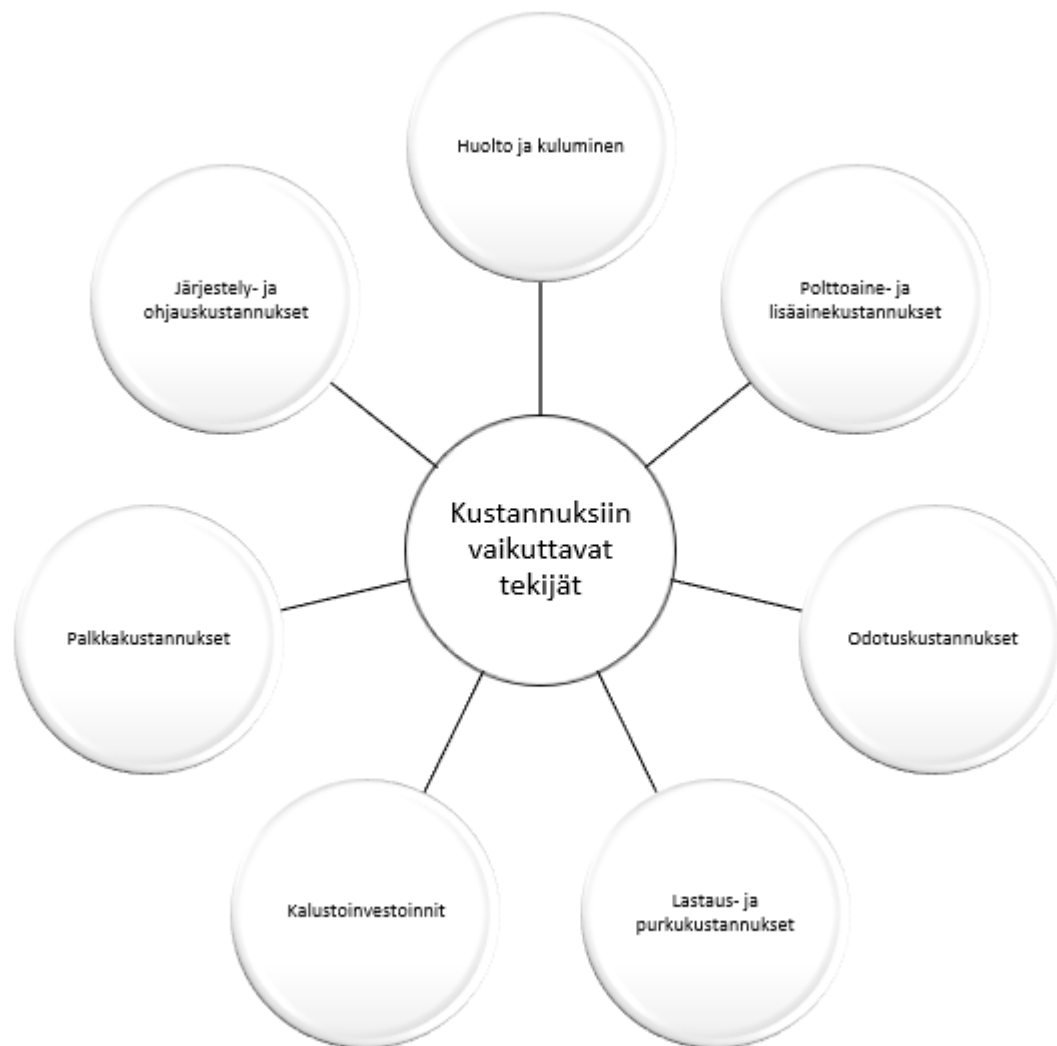 Huolto ja kuluminen
Järjestely- ja
ohjauskustannukset
Polttoaine- ja
lisäainekustannukset
Kustannuksiin
vaikuttavat
tekijät
Palkkakustannukset
Odotuskustannukset
Kalustoinvestoinnit
Lastaus- ja
purkukustannukset